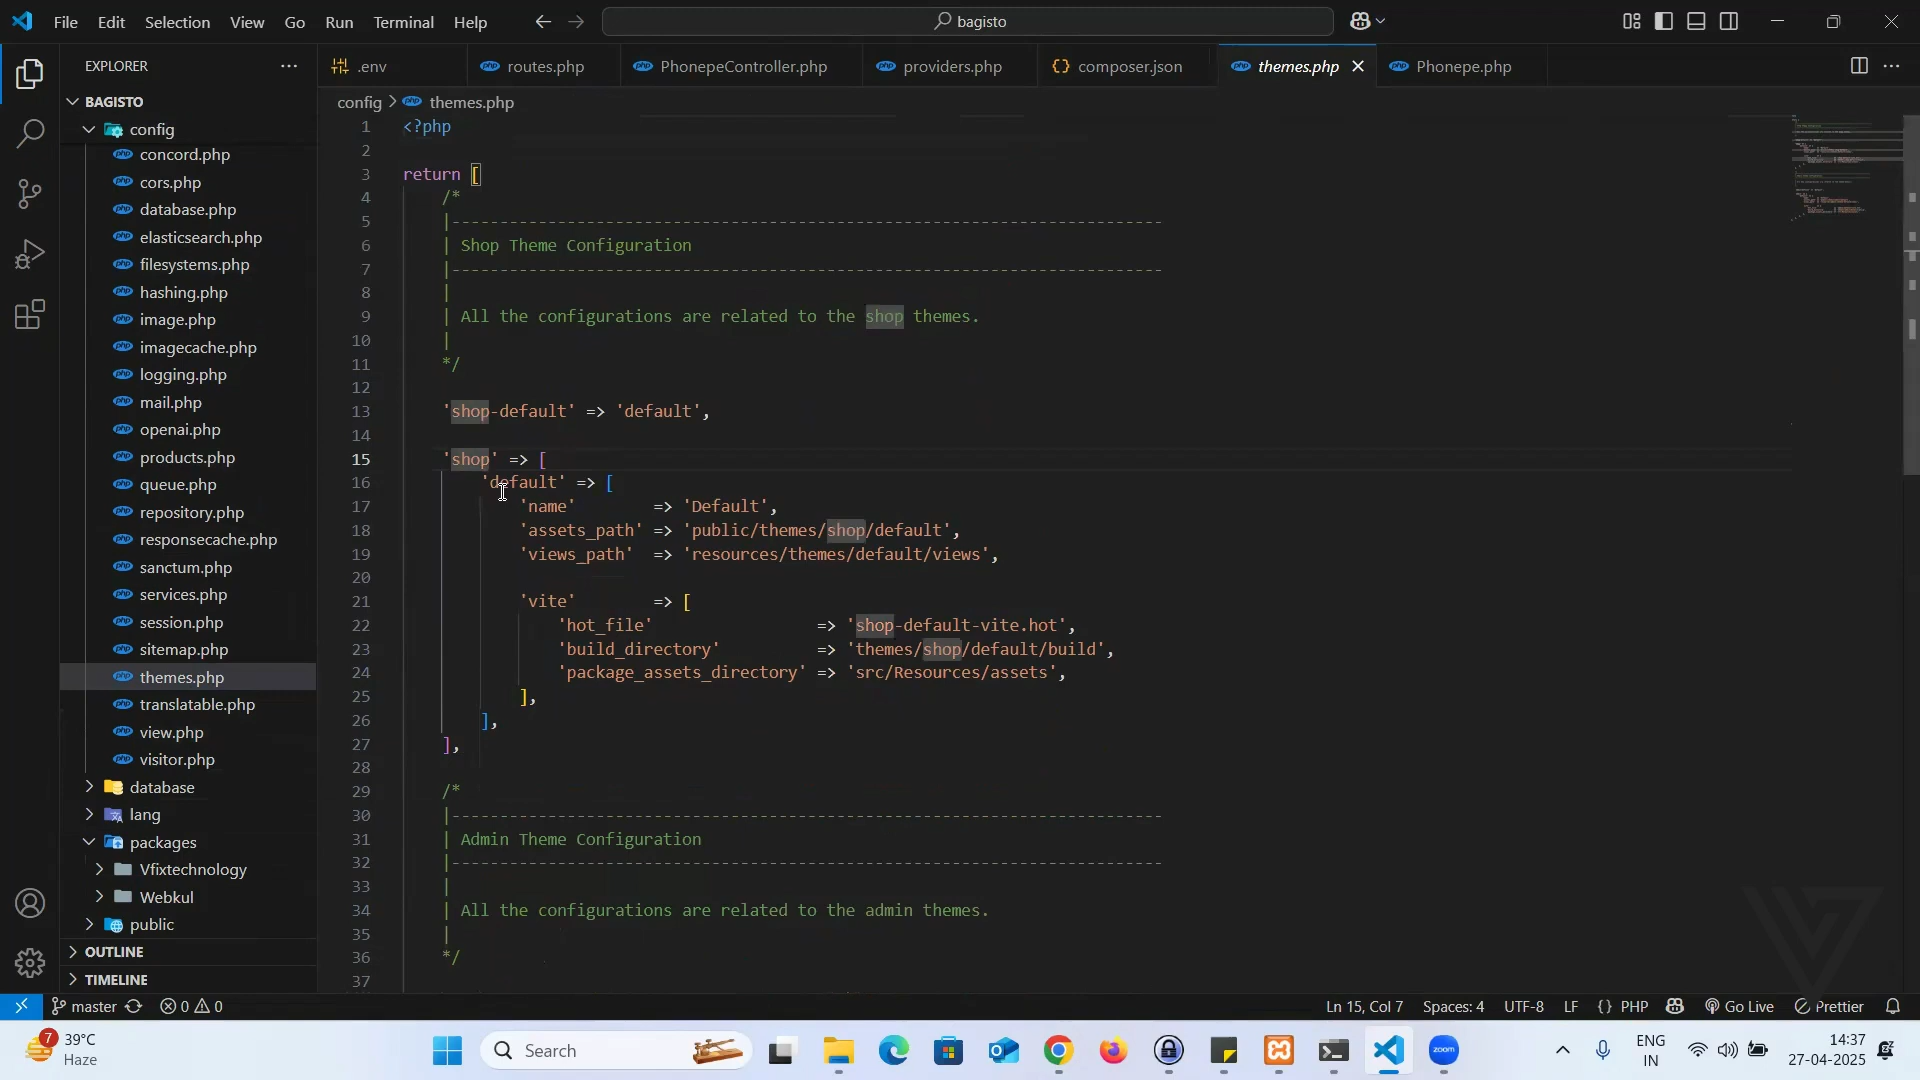 File Edit Selection View Go Run Terminal Help
bagisto
EXPLORER
.env
routes.php
PhonepeController.php
providers.php
composer.json
themes.php
Phonepe.php
config > themes.php
BAGISTO
config
concord.php
cors.php
database.php
elasticsearch.php
filesystems.php
hashing.php
image.php
imagecache.php
logging.php
mail.php
openai.php
products.php
queue.php
repository.php
responsecache.php
sanctum.php
services.php
session.php
sitemap.php
themes.php
translatable.php
view.php
visitor.php
database
lang
packages
Vfixtechnology
Webkul
public
OUTLINE
TIMELINE
1 <?php
2
3 return [
4 /*
5 |--------------------------------------------------------------------------
6 | Shop Theme Configuration
7 |--------------------------------------------------------------------------
8 |
9 | All the configurations are related to the shop themes.
10 |
11 */
12
13 'shop-default' => 'default',
14
15 'shop' => [
16 'default' => [
17 'name' => 'Default',
18 'assets_path' => 'public/themes/shop/default',
19 'views_path' => 'resources/themes/default/views',
20
21 'vite' => [
22 'hot_file' => 'shop-default-vite.hot',
23 'build_directory' => 'themes/shop/default/build',
24 'package_assets_directory' => 'src/Resources/assets',
25 ],
26 ],
27 ],
28
29 /*
30 |--------------------------------------------------------------------------
31 | Admin Theme Configuration
32 |--------------------------------------------------------------------------
33 |
34 | All the configurations are related to the admin themes.
35 |
36 */
37
master
0 0
Ln 15, Col 7
Spaces: 4
UTF-8
LF
{} PHP
Go Live
Prettier
7
39°C
Haze
Search
zoom
ENG
IN
14:37
27-04-2025